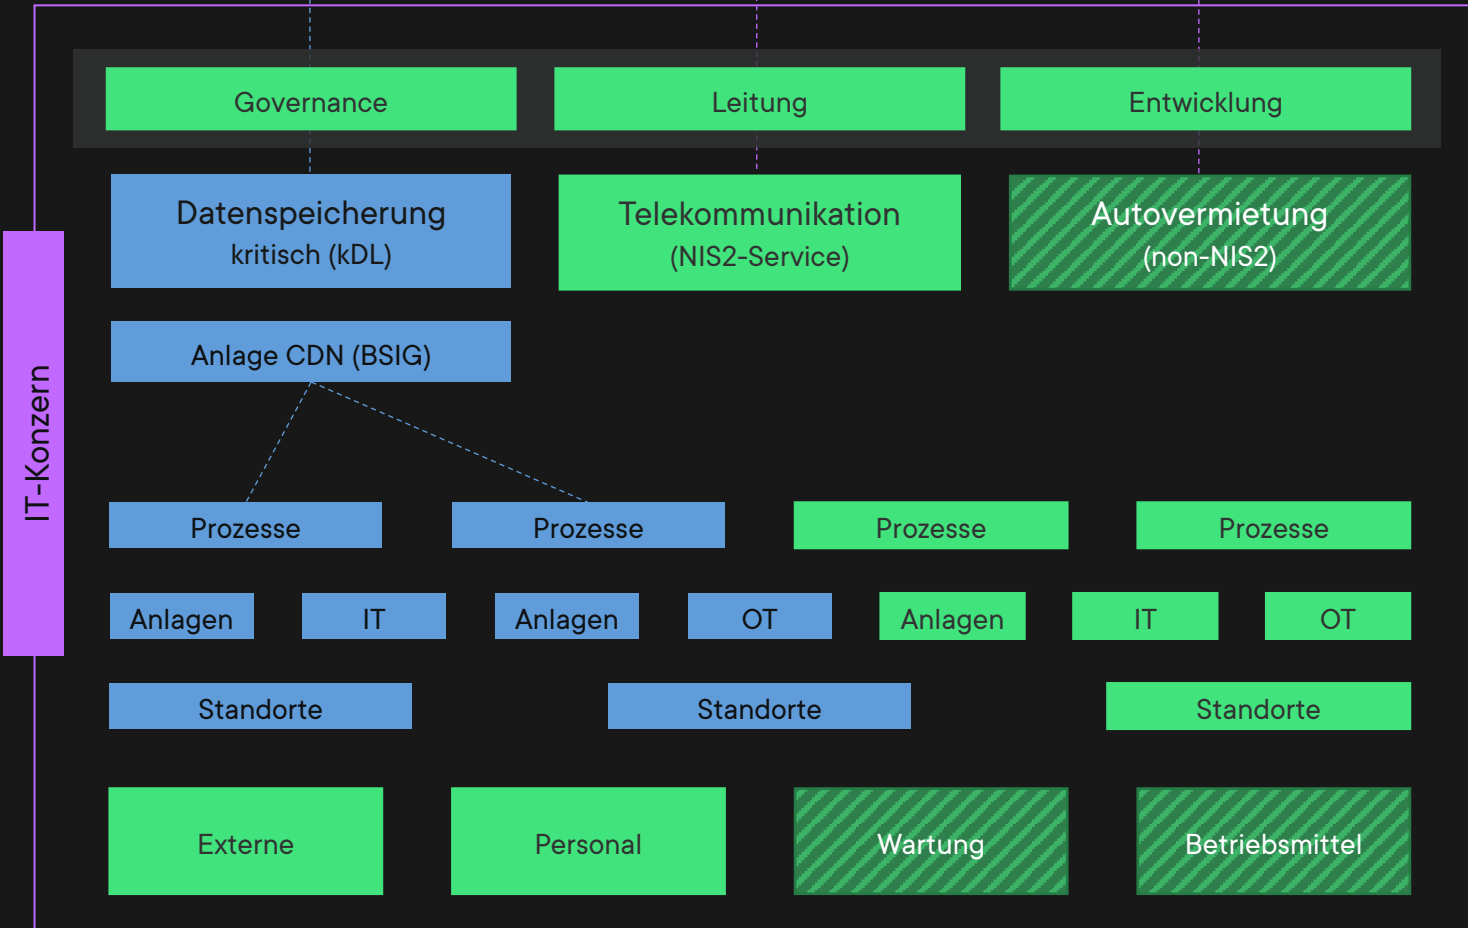 Governance
Leitung
Entwicklung
Datenspeicherung
kritisch (kDL)
Telekommunikation
(NIS2-Service)
Autovermietung
(non-NIS2)
Anlage CDN (BSIG)
IT-Konzern
Prozesse
Prozesse
Prozesse
Prozesse
Anlagen
IT
Anlagen
OT
Anlagen
IT
OT
Standorte
Standorte
Standorte
Externe
Personal
Wartung
Betriebsmittel